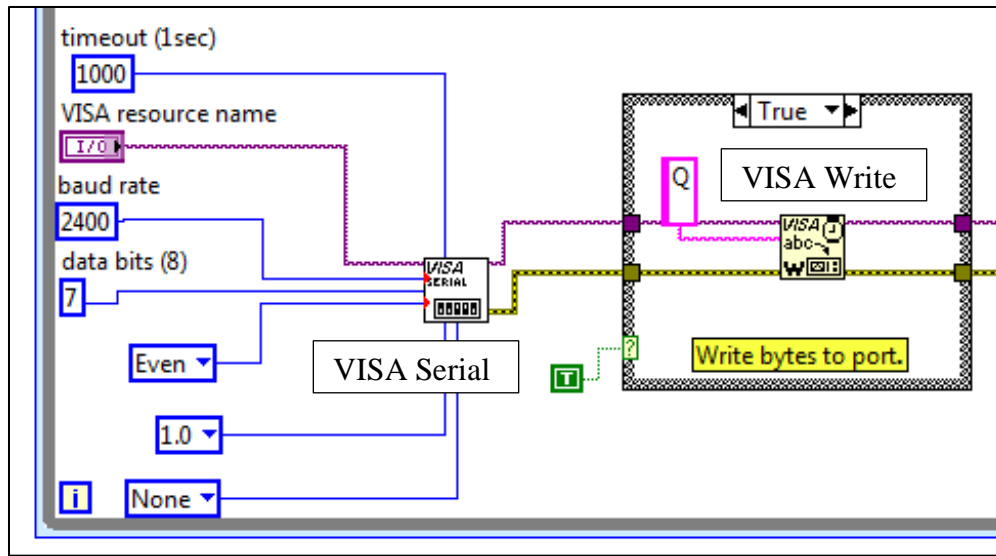 timeout (1sec)
1000
VISA resource name
I/O
baud rate
2400
data bits (8)
7
Even
1.0
i
None
VISA
SERIAL
VISA Serial
True
Q
VISA Write
VISA
abc
W
?
T
Write bytes to port.